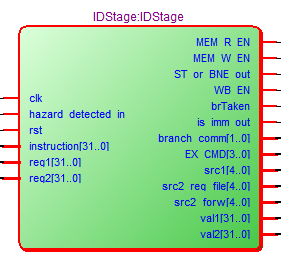 IDStage:IDStage
MEM R EN
MEM W EN
ST or BNE out
WB EN
clk
brTaken
hazard detected in
is imm out
rst
branch comm[1..0]
instruction[31..0]
EX CMD[3..0]
reg1[31..0]
src1[4..0]
reg2[31..0]
src2 reg file[4..0]
src2 forw[4..0]
val1[31..0]
val2[31..0]